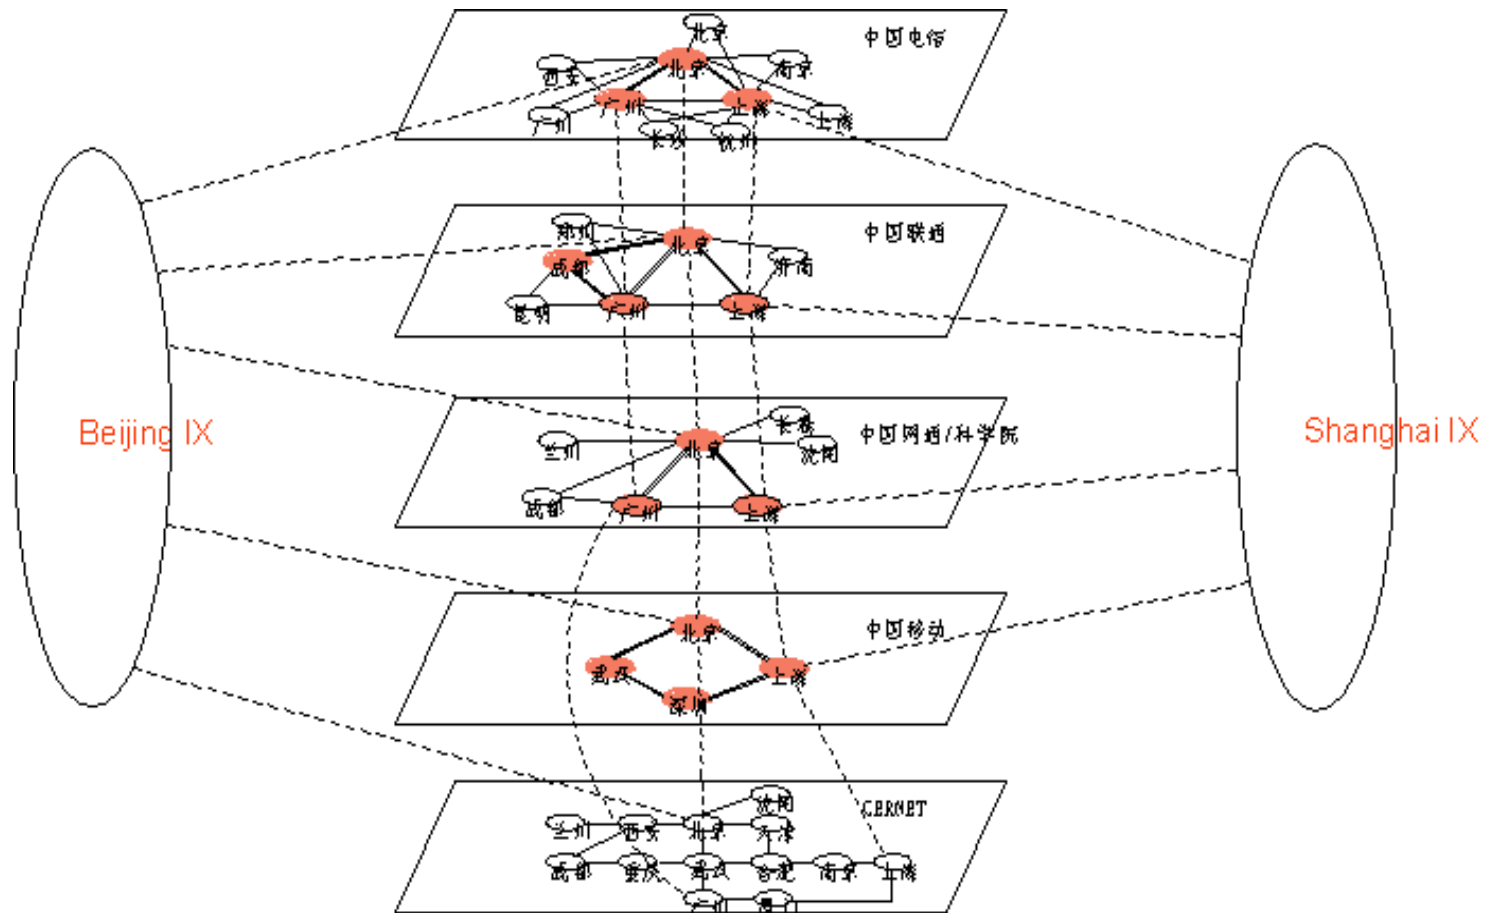 北京
中国电信
西安
北京
南京
广州
上海
广州
上海
长沙
杭州
郑州
北京
中国联通
成都
济南
昆明
广州
上海
长春
Beijing IX
兰州
北京
沈阳
中国网通/科学院
Shanghai IX
成都
广州
上海
北京
中国移动
武汉
上海
深圳
沈阳
CERNET
兰州
西安
北京
天津
成都
重庆
武汉
合肥
南京
上海
广州